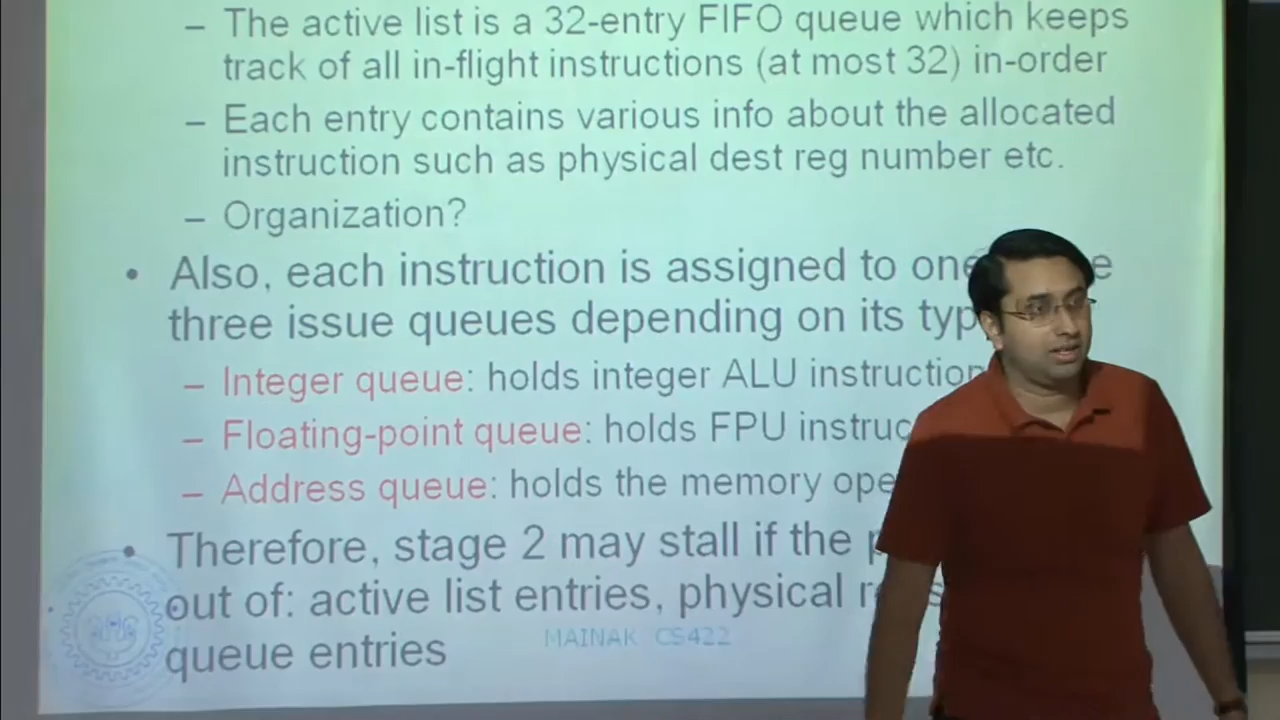 – The active list is a 32-entry FIFO queue which keeps
track of all in-flight instructions (at most 32) in-order
– Each entry contains various info about the allocated
instruction such as physical dest reg number etc.
– Organization?
• Also, each instruction is assigned to one
three issue queues depending on its
– Integer queue: holds integer ALU
– Floating-point queue: holds FPU
– Address queue: holds the memory
• Therefore, stage 2 may stall if the
out of: active list entries, physical
queue entries
MAINAK CS422